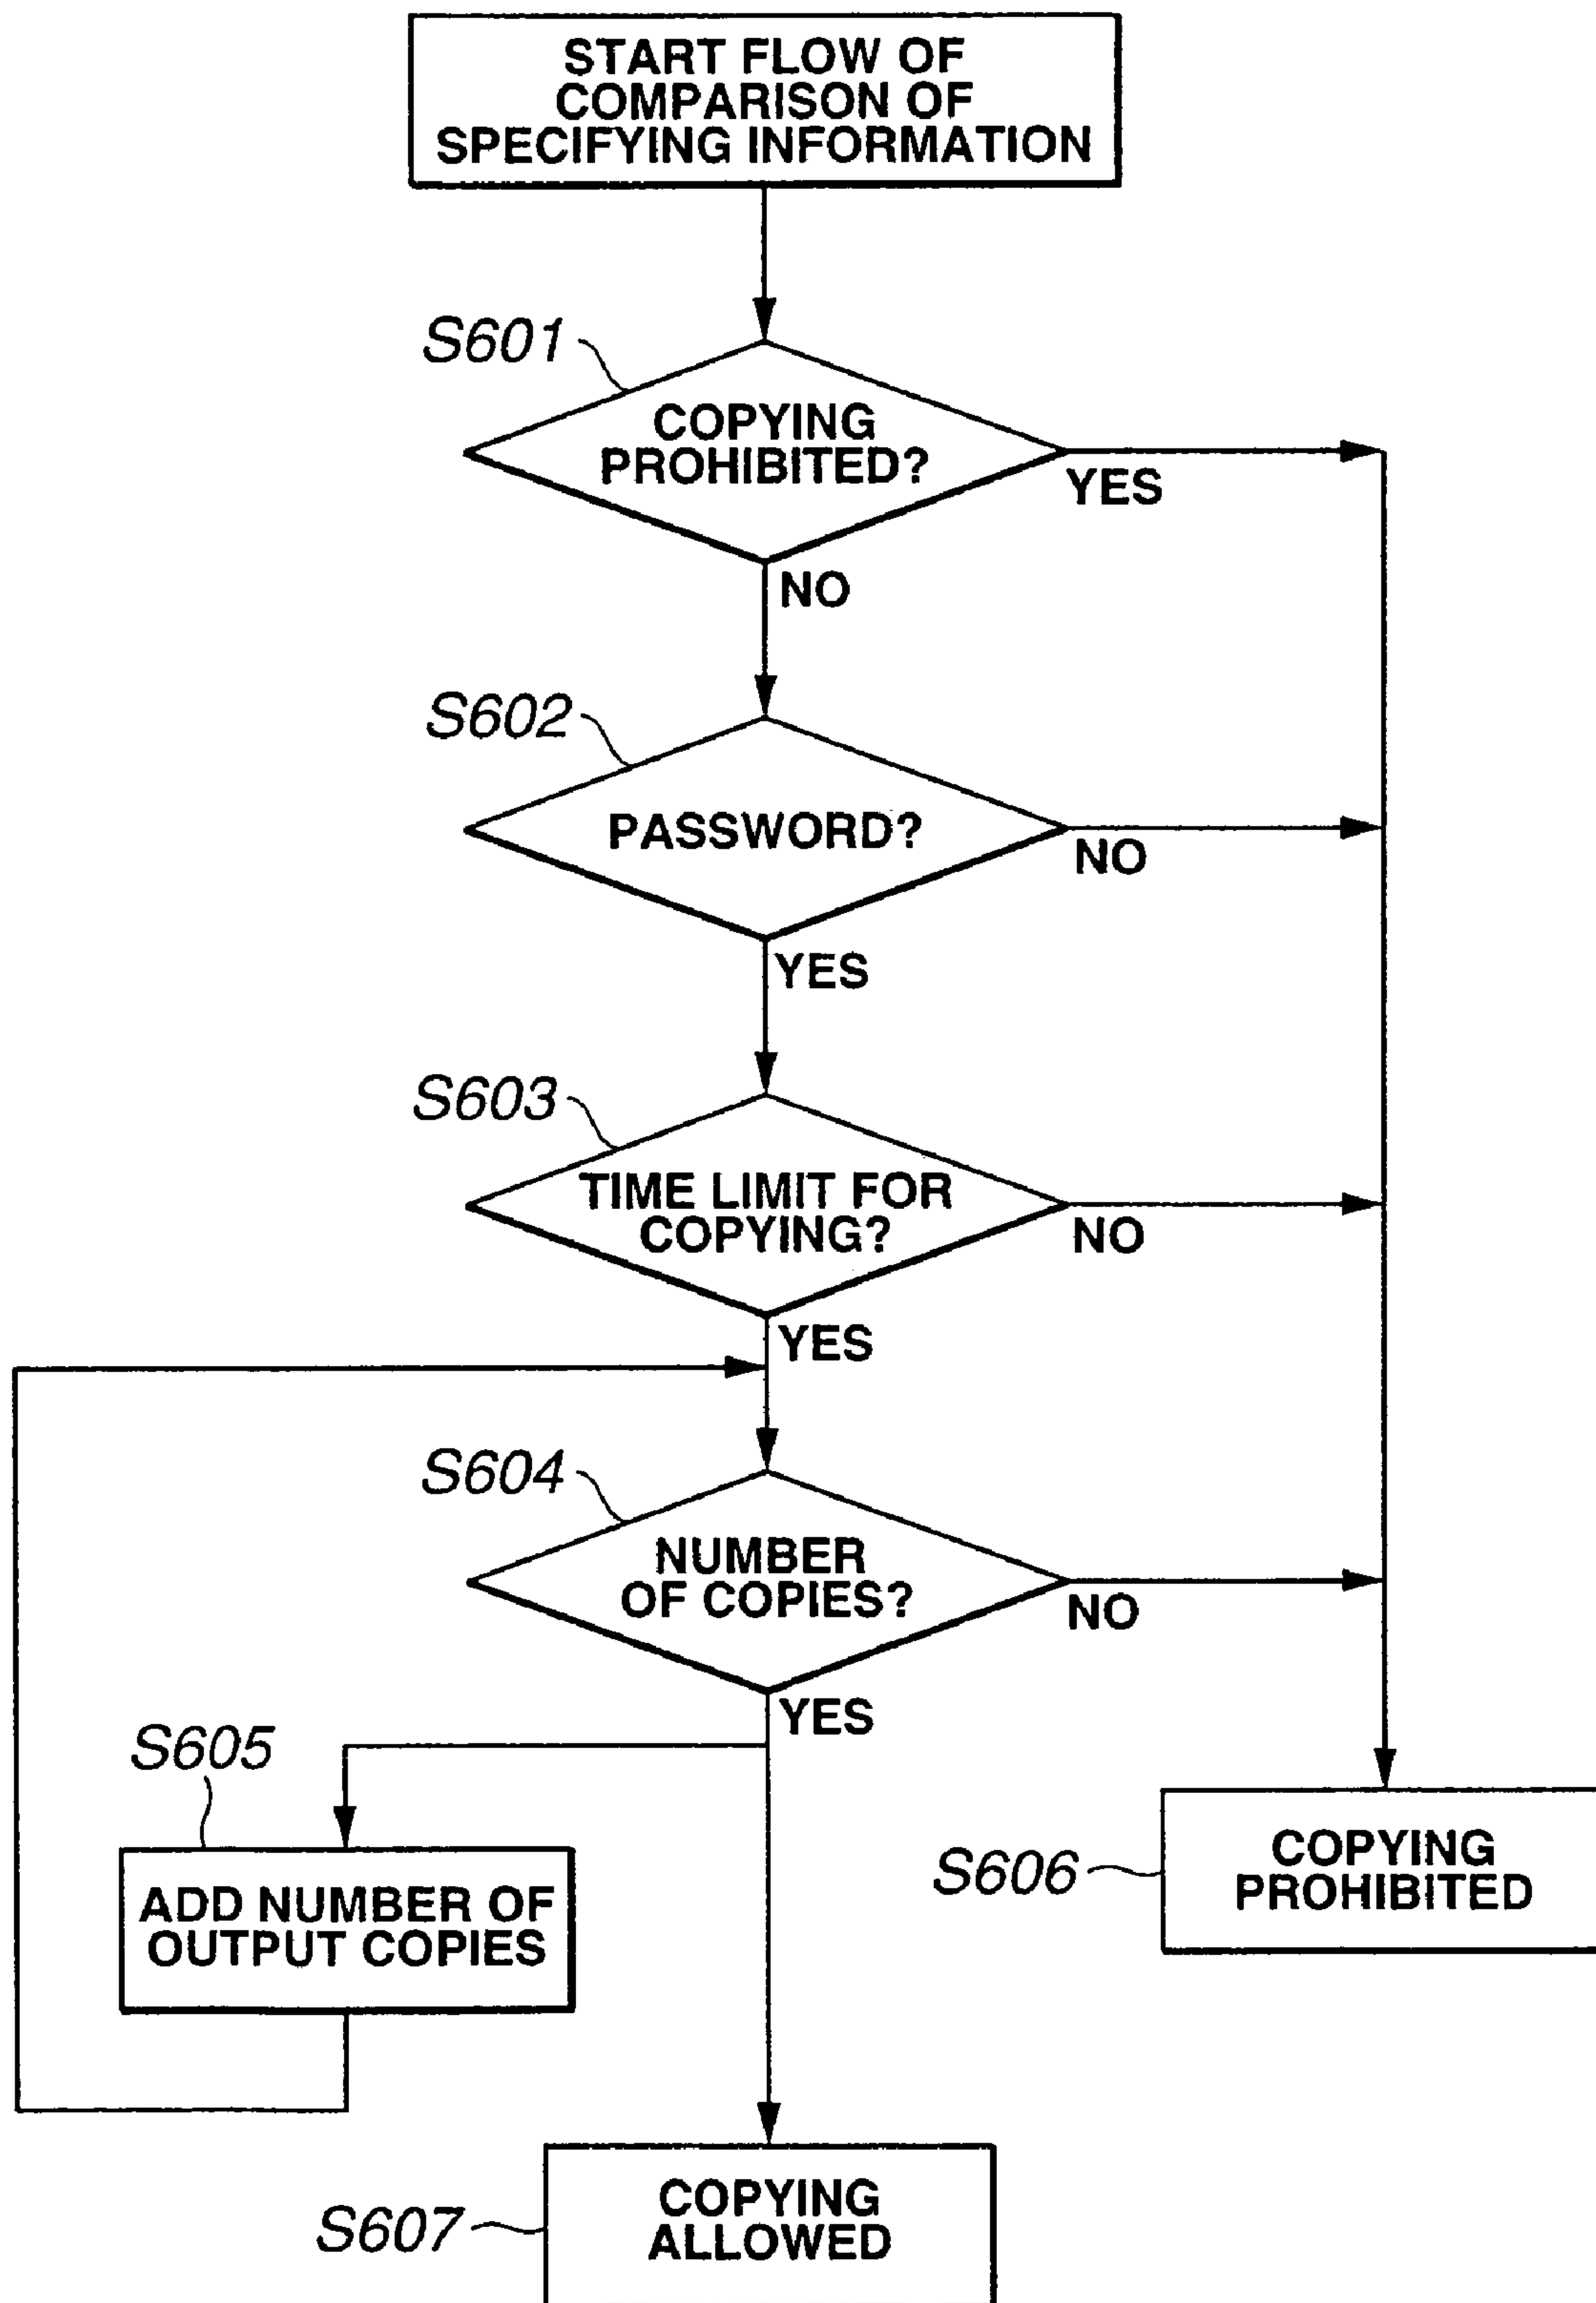 START FLOW OF
COMPARISON OF
SPECIFYING INFORMATION
S601
COPYING
PROHIBITED?
YES
NO
S602
PASSWORD?
NO
YES
S603
TIME LIMIT FOR
COPYING?
NO
YES
S604
NUMBER
OF COPIES?
NO
YES
S605
ADD NUMBER OF
OUTPUT COPIES
S606
COPYING
PROHIBITED
S607
COPYING
ALLOWED